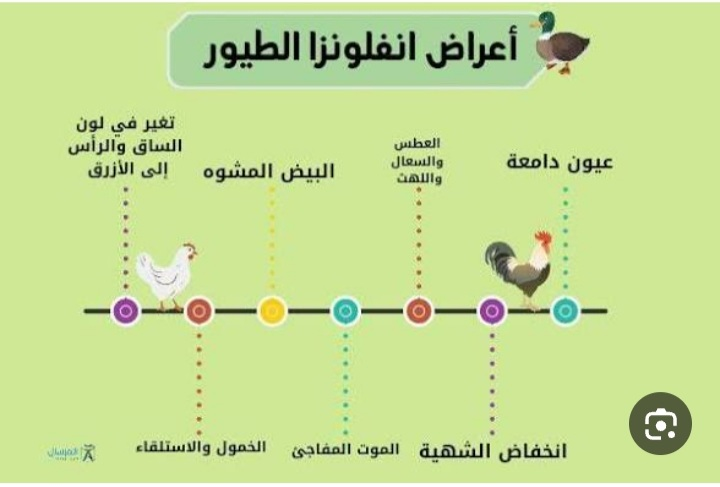 أعراض انفلونزا الطيور
عيون دامعة
العطس
والسعال
واللهث
البيض المشوه
تغير في لون
الساق والرأس
إلى الأزرق
انخفاض الشهية
الموت المفاجئ
الخمول والاستلقاء
المرسال